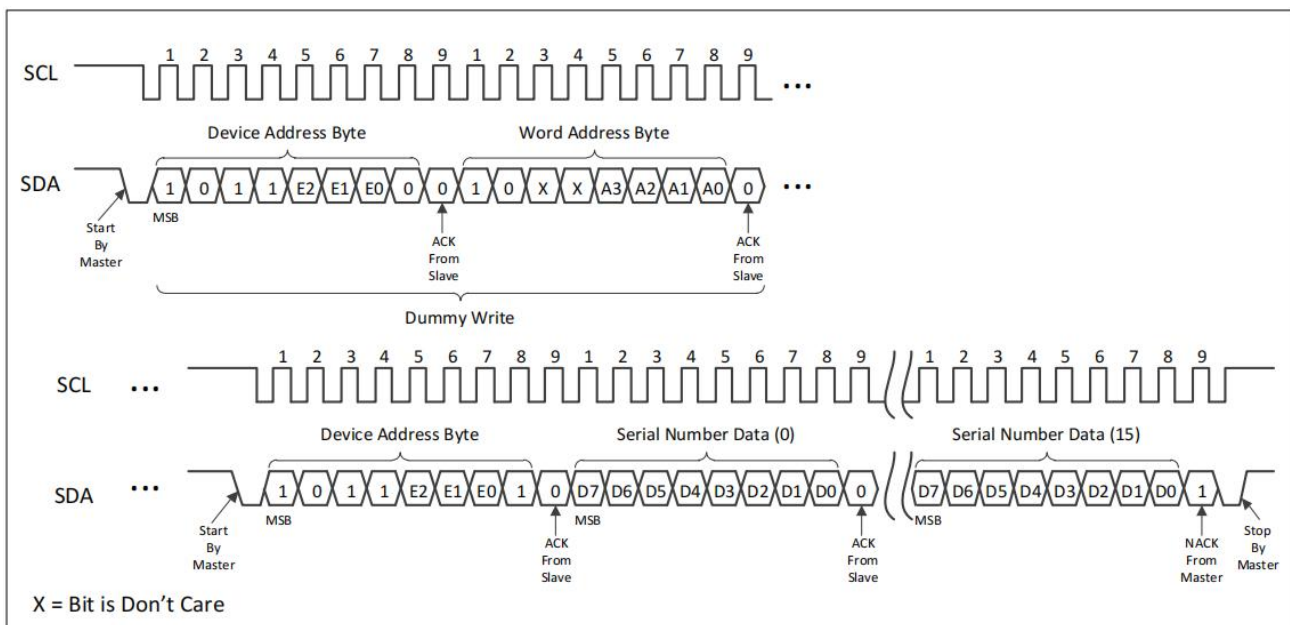 1 2 3 4 5 6 7 8 9 1 2 3 4 5 6 7 8 9
SCL ...
Device Address Byte Word Address Byte
SDA 1 0 1 1 E2 E1 E0 0 0 1 0 X X A3 A2 A1 A0 0 ...
MSB
Start
By
Master
ACK
From
Slave
ACK
From
Slave
Dummy Write
1 2 3 4 5 6 7 8 9 1 2 3 4 5 6 7 8 9 1 2 3 4 5 6 7 8 9
SCL ...
Device Address Byte Serial Number Data (0) Serial Number Data (15)
SDA ... 1 0 1 1 E2 E1 E0 1 0 D7 D6 D5 D4 D3 D2 D1 D0 0 D7 D6 D5 D4 D3 D2 D1 D0 1
MSB MSB MSB
Start
By
Master
ACK
From
Slave
ACK
From
Slave
NACK
From
Master
Stop
By
Master
X = Bit is Don’t Care